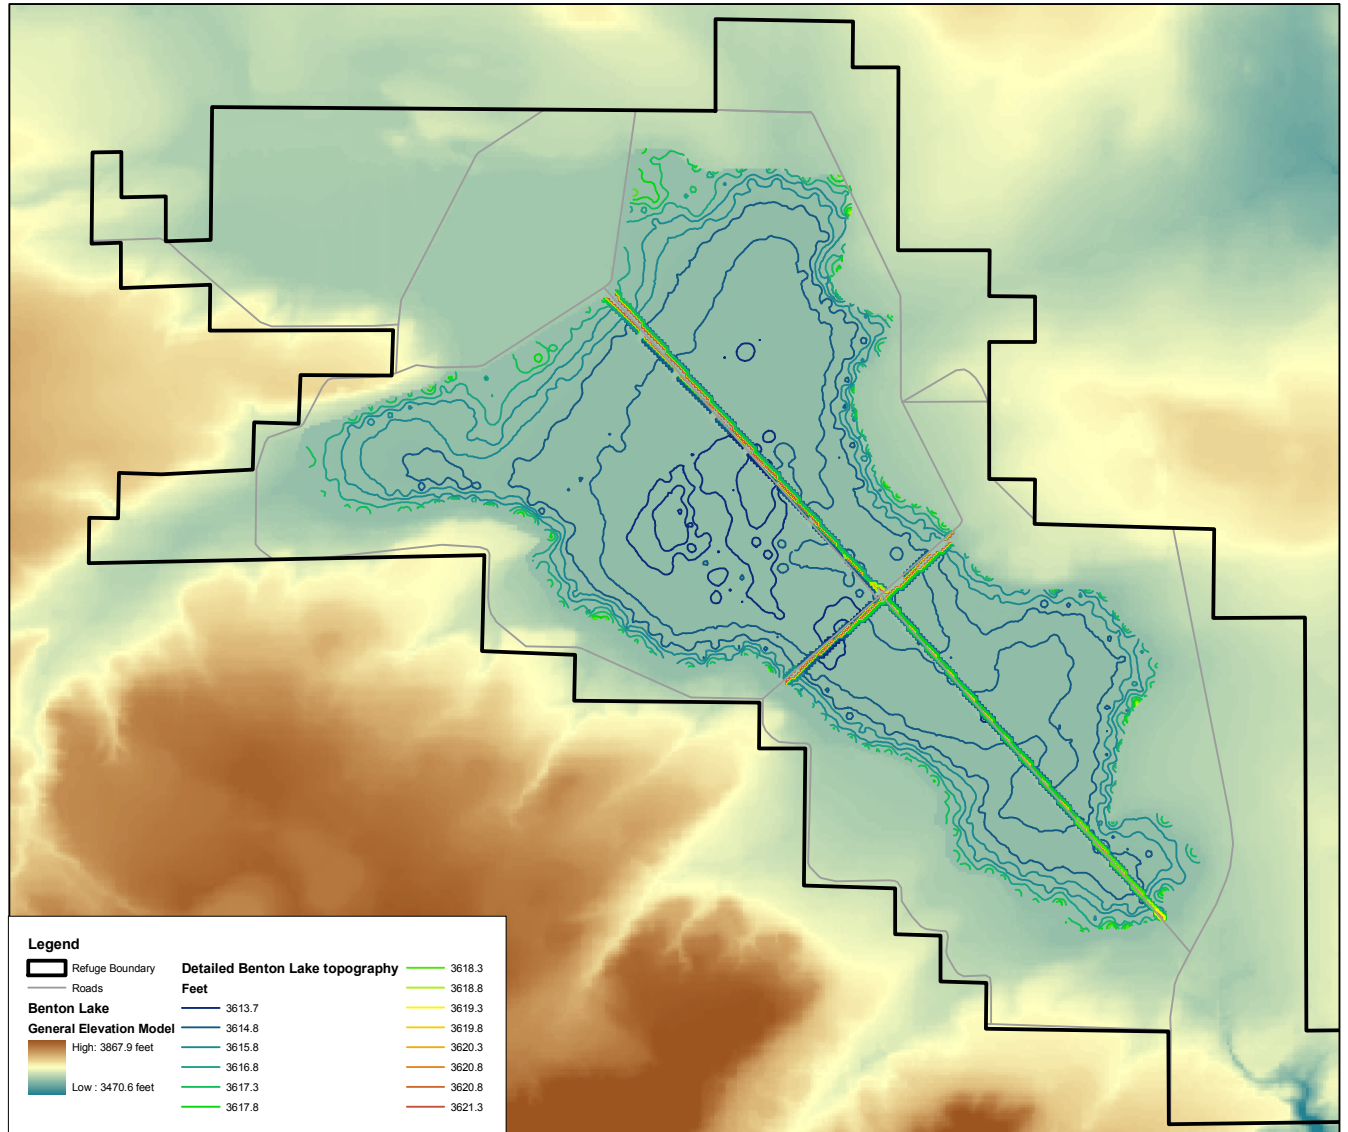 Legend
Refuge Boundary
Roads
Benton Lake
General Elevation Model
High: 3867.9 feet
Low : 3470.6 feet
Detailed Benton Lake topography
Feet
3613.7
3614.8
3615.8
3616.8
3617.3
3617.8
3618.3
3618.8
3619.3
3619.8
3620.3
3620.8
3620.8
3621.3